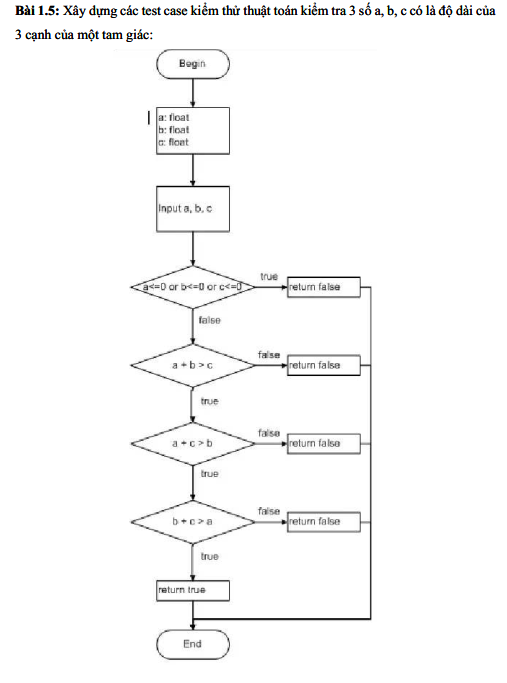 Bài 1.5: Xây dựng các test case kiểm thử thuật toán kiểm tra 3 số a, b, c có là độ dài của
3 cạnh của một tam giác:
Begin
a: float
b: float
c: float
Input a, b, c
a<=0 or b<=0 or c<=0
true
return false
false
a + b > c
false
return false
true
a + c > b
false
return false
true
b + c > a
false
return false
true
return true
End